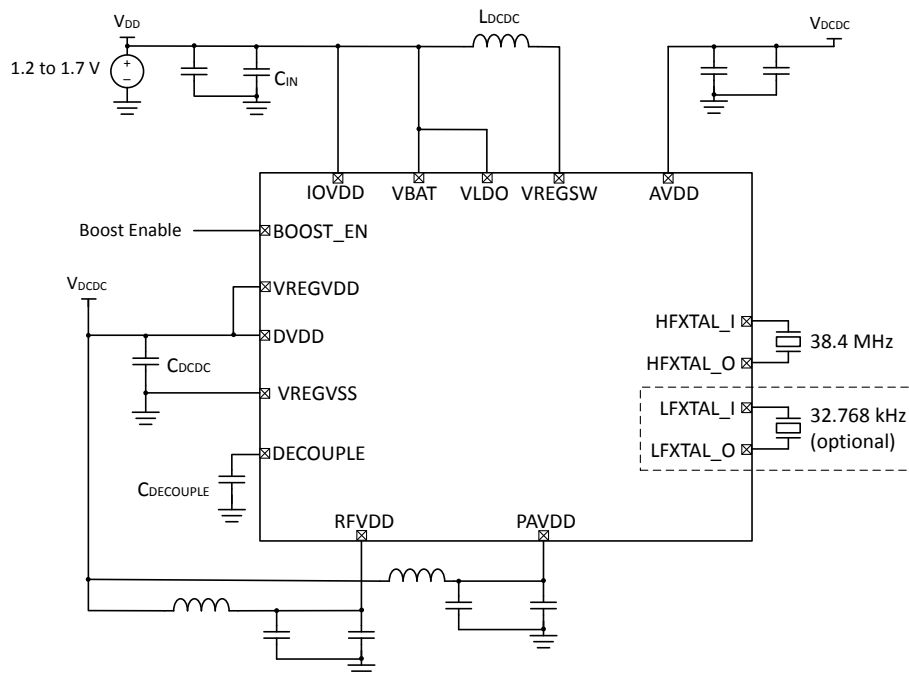 VDD
LDCDC
VDCDC
1.2 to 1.7 V
+
–
CIN
IOVDD
VBAT
VLDO
VREGSW
AVDD
Boost Enable
BOOST_EN
VDCDC
VREGVDD
HFXTAL_I
38.4 MHz
DVDD
CDCDC
HFXTAL_O
VREGVSS
LFXTAL_I
32.768 kHz
(optional)
LFXTAL_O
DECOUPLE
CDECOUPLE
RFVDD
PAVDD